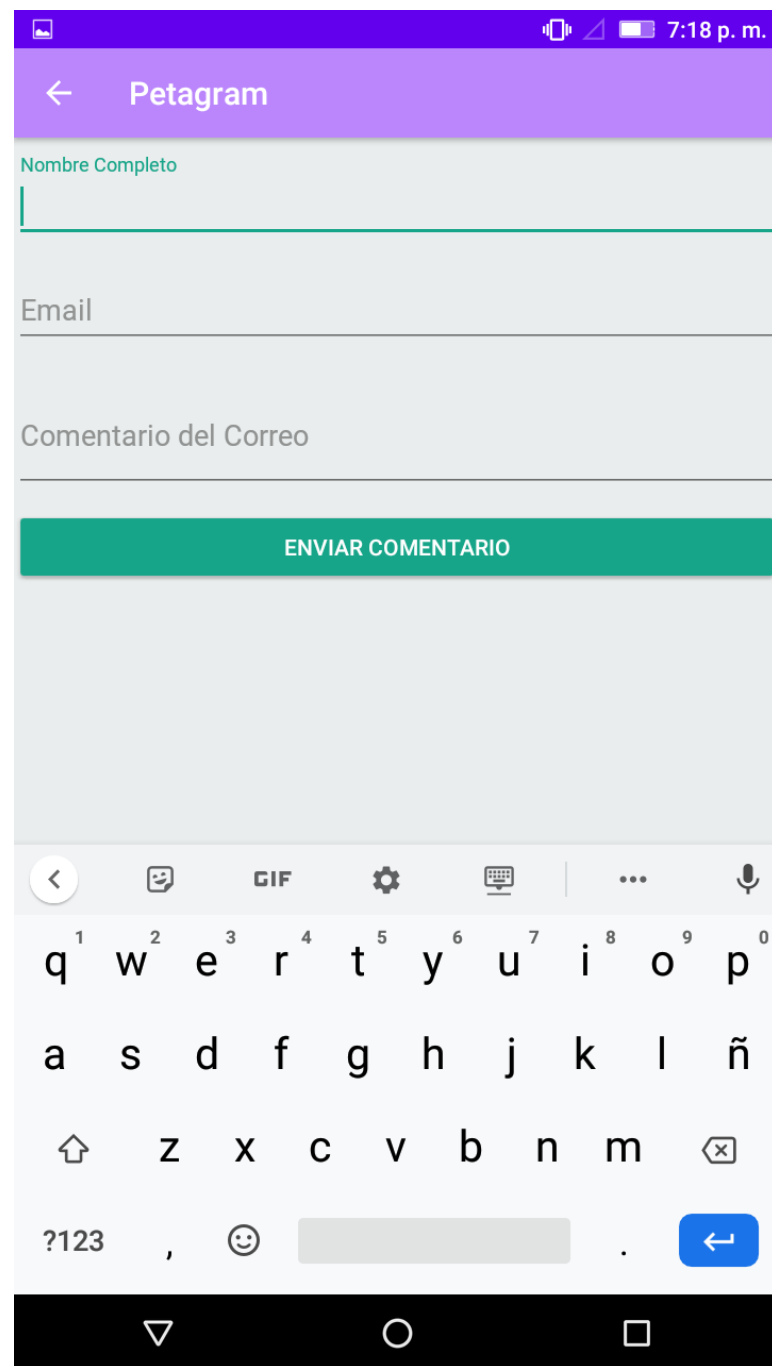 7:18 p. m.
Petagram
Nombre Completo
Email
Comentario del Correo
ENVIAR COMENTARIO
GIF
1 2 3 4 5 6 7 8 9 0
q w e r t y u i o p
a s d f g h j k l ñ
z x c v b n m
?123 , .